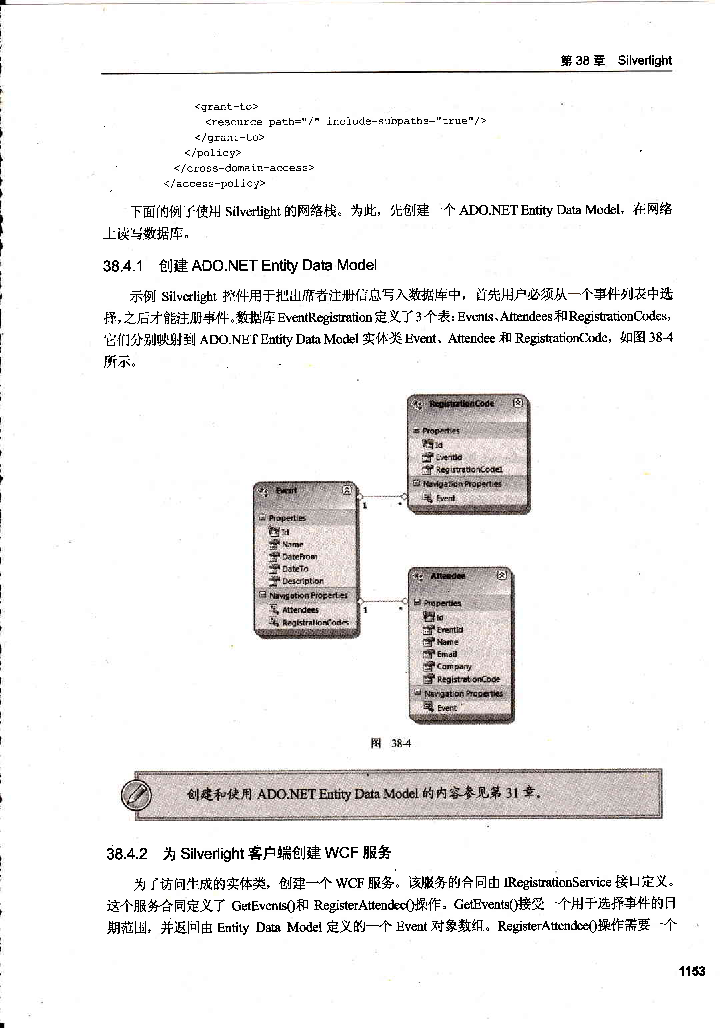 第 38 章 Silverlight
<grant-to>
<resource path="/" include-subpaths="true"/>
</grant-to>
</policy>
</cross-domain-access>
</access-policy>
下面的例子使用 Silverlight 的网络栈。为此，先创建一个 ADO.NET Entity Data Model，在网络
上读写数据库。
38.4.1 创建 ADO.NET Entity Data Model
示例 Silverlight 控件用于把出席者注册信息写入数据库中，首先用户必须从一个事件列表中选
择，之后才能注册事件。数据库 EventRegistration 定义了 3 个表：Events、Attendees 和 RegistrationCodes，
它们分别映射到 ADO.NET Entity Data Model 实体类 Event、Attendee 和 RegistrationCode，如图 38-4
所示。
RegistrationCode
Properties
Id
EventId
RegistrationCode1
Navigation Properties
Event
Event
Properties
Id
Name
DateFrom
DateTo
Description
Navigation Properties
Attendees
RegistrationCodes
1 *
1 *
Attendee
Properties
Id
EventId
Name
Email
Company
RegistrationCode
Navigation Properties
Event
图 38-4
创建和使用 ADO.NET Entity Data Model 的内容参见第 31 章。
38.4.2 为 Silverlight 客户端创建 WCF 服务
为了访问生成的实体类，创建一个 WCF 服务。该服务的合同由 IRegistrationService 接口定义。
这个服务合同定义了 GetEvents()和 RegisterAttendee()操作。GetEvents()接受一个用于选择事件的日
期范围，并返回由 Entity Data Model 定义的一个 Event 对象数组。RegisterAttendee()操作需要一个
1153